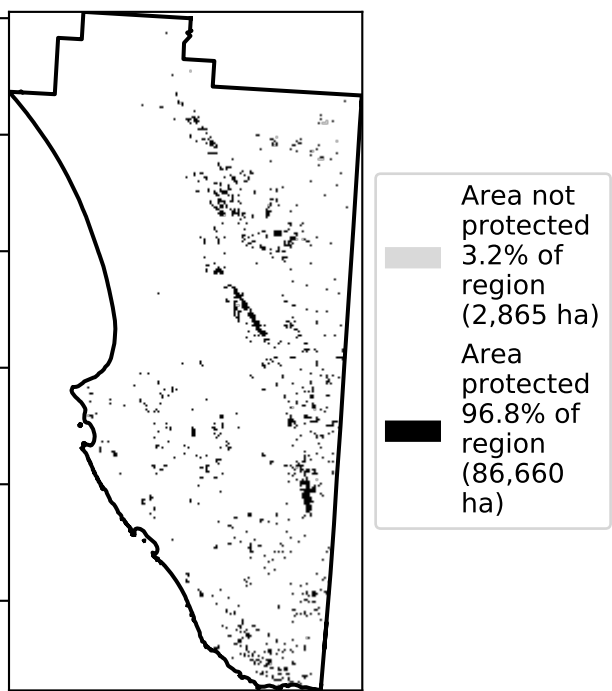 Area not
protected
3.2% of
region
(2,865 ha)
Area
protected
96.8% of
region
(86,660
ha)